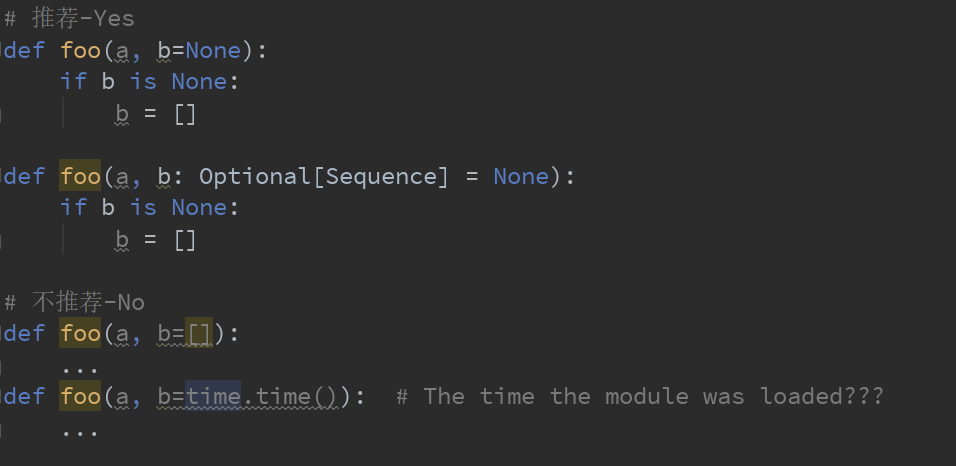 # 推荐-Yes
def foo(a, b=None):
    if b is None:
        b = []

def foo(a, b: Optional[Sequence] = None):
    if b is None:
        b = []

# 不推荐-No
def foo(a, b=[]):
    ...
def foo(a, b=time.time()):  # The time the module was loaded???
    ...